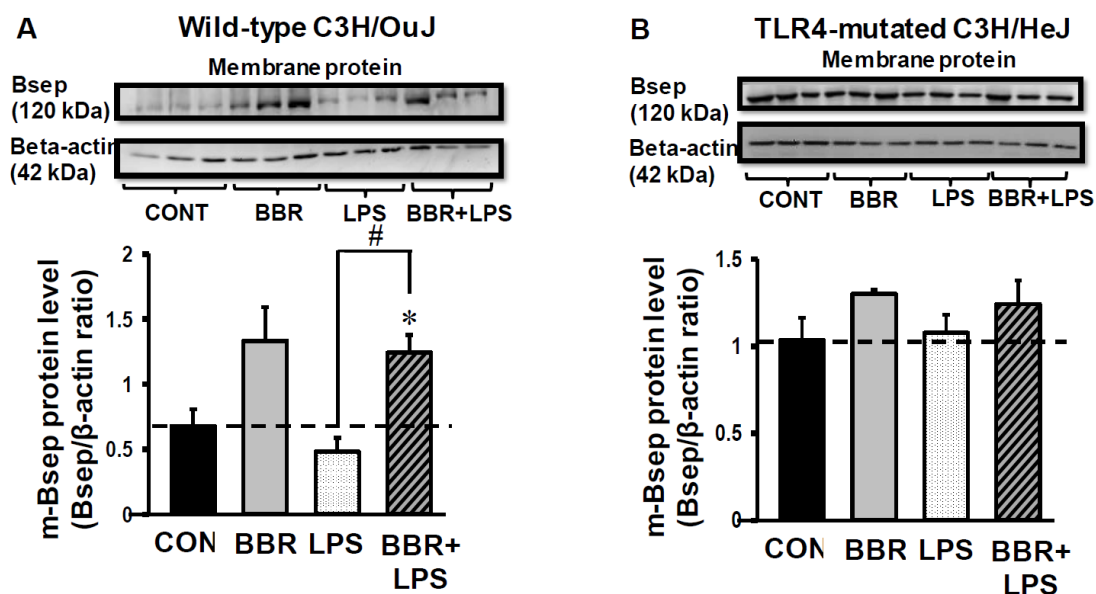 A
Wild-type C3H/OuJ
Membrane protein
Bsep
(120 kDa)
Beta-actin
(42 kDa)
CONT BBR LPS BBR+LPS
m-Bsep protein level
(Bsep/β-actin ratio)
2
1.5
1
0.5
0
#
*
CON BBR LPS BBR+
LPS
B
TLR4-mutated C3H/HeJ
Membrane protein
Bsep
(120 kDa)
Beta-actin
(42 kDa)
CONT BBR LPS BBR+LPS
m-Bsep protein level
(Bsep/β-actin ratio)
1.5
1
0.5
0
CON BBR LPS BBR+
LPS